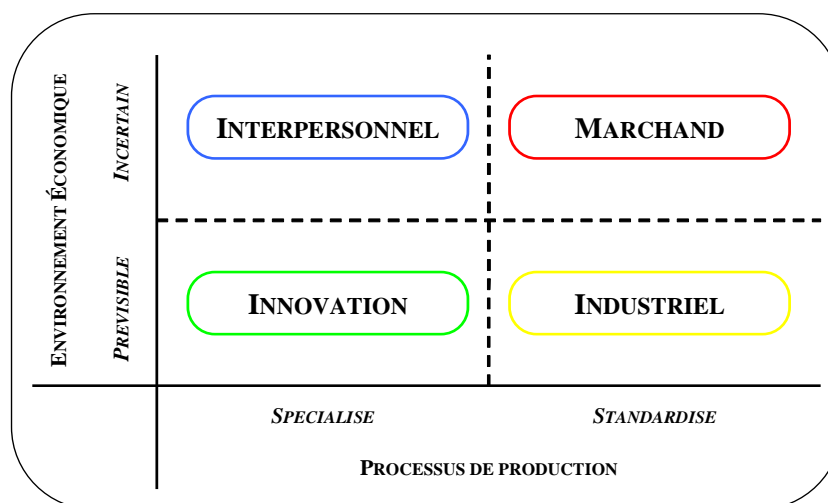 ENVIRONNEMENT ÉCONOMIQUE
INCERTAIN
INTERPERSONNEL
MARCHAND
PREVISIBLE
INNOVATION
INDUSTRIEL
SPECIALISE
STANDARDISE
PROCESSUS DE PRODUCTION